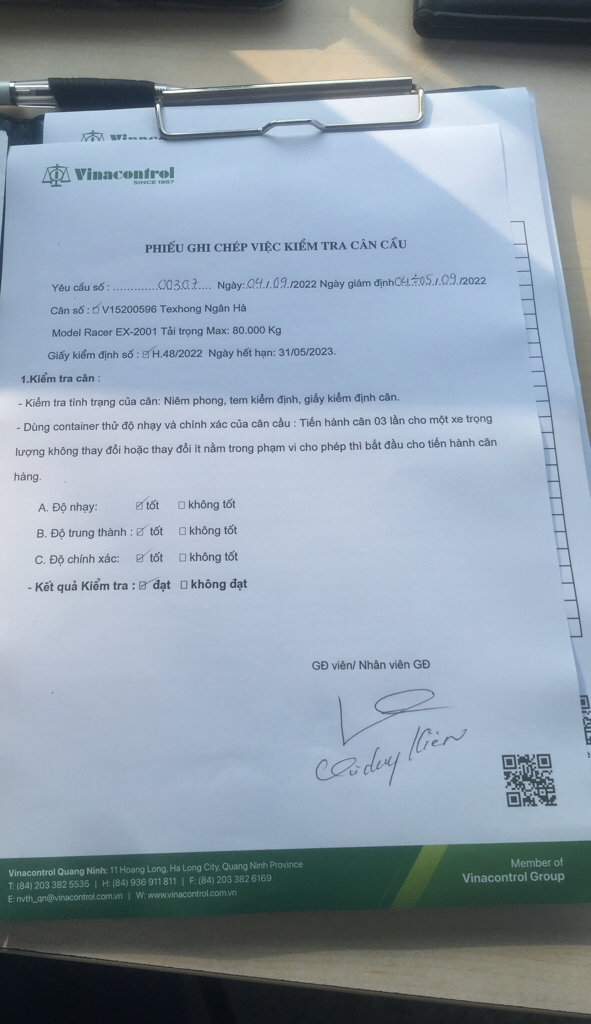 Vinacontrol
SINCE 1957
PHIẾU GHI CHÉP VIỆC KIỂM TRA CÂN CẦU
Yêu cầu số : ............00307.... Ngày: 04/09/2022 Ngày giám định 04÷05/09/2022
Cân số : ☑ V15200596 Texhong Ngân Hà
Model Racer EX-2001 Tải trọng Max: 80.000 Kg
Giấy kiểm định số : ☑ H.48/2022 Ngày hết hạn: 31/05/2023.
1.Kiểm tra cân :
- Kiểm tra tình trạng của cân: Niêm phong, tem kiểm định, giấy kiểm định cân.
- Dùng container thử độ nhạy và chính xác của cân cầu : Tiến hành cân 03 lần cho một xe trọng
lượng không thay đổi hoặc thay đổi ít nằm trong phạm vi cho phép thì bắt đầu cho tiến hành cân
hàng.
A. Độ nhạy: ☑ tốt ☐ không tốt
B. Độ trung thành : ☑ tốt ☐ không tốt
C. Độ chính xác: ☑ tốt ☐ không tốt
- Kết quả Kiểm tra : ☑ đạt ☐ không đạt
GĐ viên/ Nhân viên GĐ
Vinacontrol Quang Ninh: 11 Hoang Long, Ha Long City, Quang Ninh Province
T: (84) 203 382 5535 | H: (84) 936 911 811 | F: (84) 203 382 6169
E: nvth_qn@vinacontrol.com.vn | W: www.vinacontrol.com.vn
Member of
Vinacontrol Group